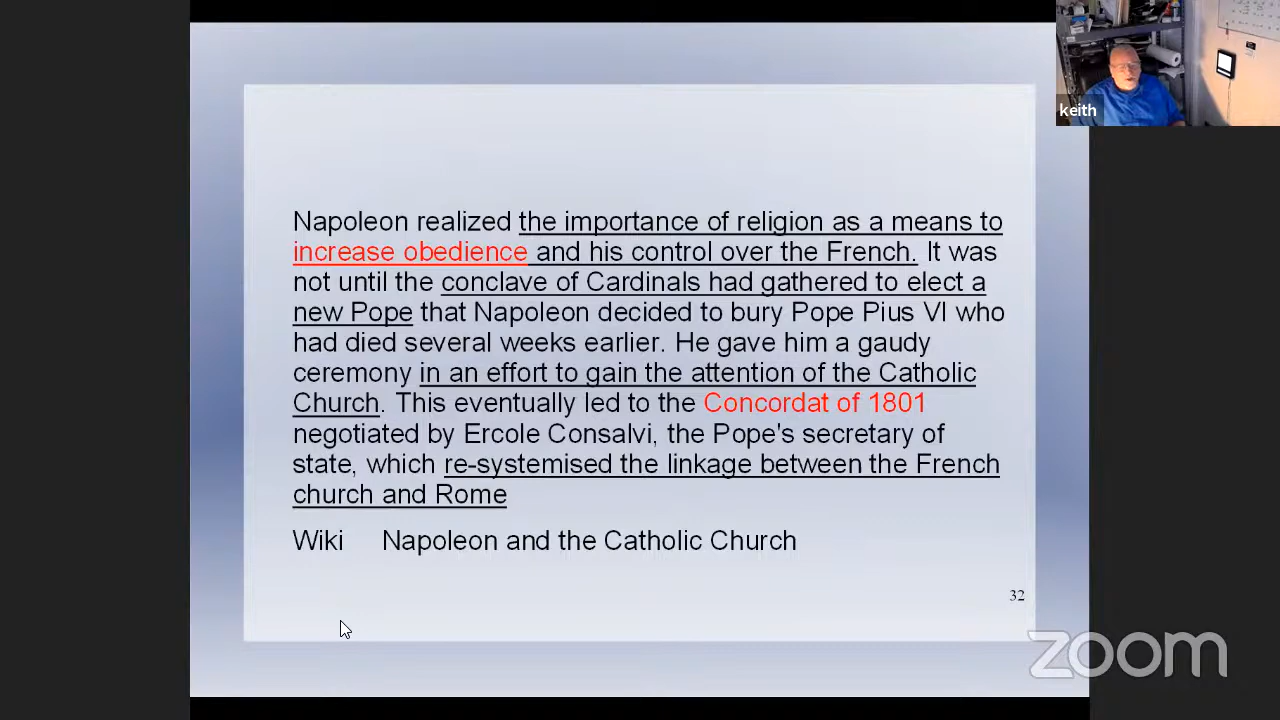 keith
Napoleon realized the importance of religion as a means to
increase obedience and his control over the French. It was
not until the conclave of Cardinals had gathered to elect a
new Pope that Napoleon decided to bury Pope Pius VI who
had died several weeks earlier. He gave him a gaudy
ceremony in an effort to gain the attention of the Catholic
Church. This eventually led to the Concordat of 1801
negotiated by Ercole Consalvi, the Pope's secretary of
state, which re-systemised the linkage between the French
church and Rome
Wiki Napoleon and the Catholic Church
32
zoom